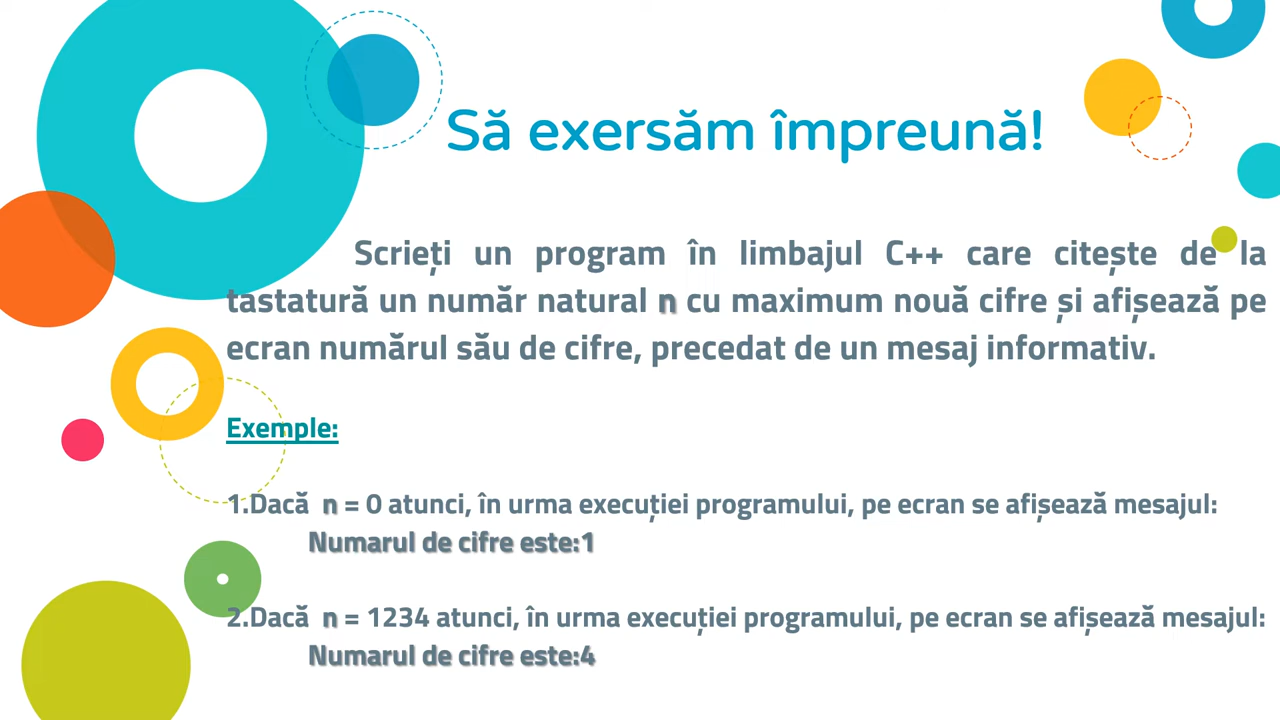 Să exersăm împreună!
Scrieți un program în limbajul C++ care citește de la
tastatură un număr natural n cu maximum nouă cifre și afișează pe
ecran numărul său de cifre, precedat de un mesaj informativ.
Exemple:
1.Dacă n = 0 atunci, în urma execuției programului, pe ecran se afișează mesajul:
Numarul de cifre este:1
2.Dacă n = 1234 atunci, în urma execuției programului, pe ecran se afișează mesajul:
Numarul de cifre este:4